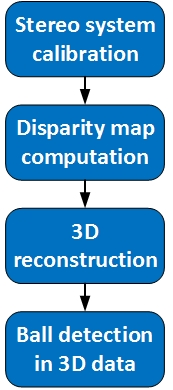 Stereo system
calibration
Disparity map
computation
3D
reconstruction
Ball detection
in 3D data